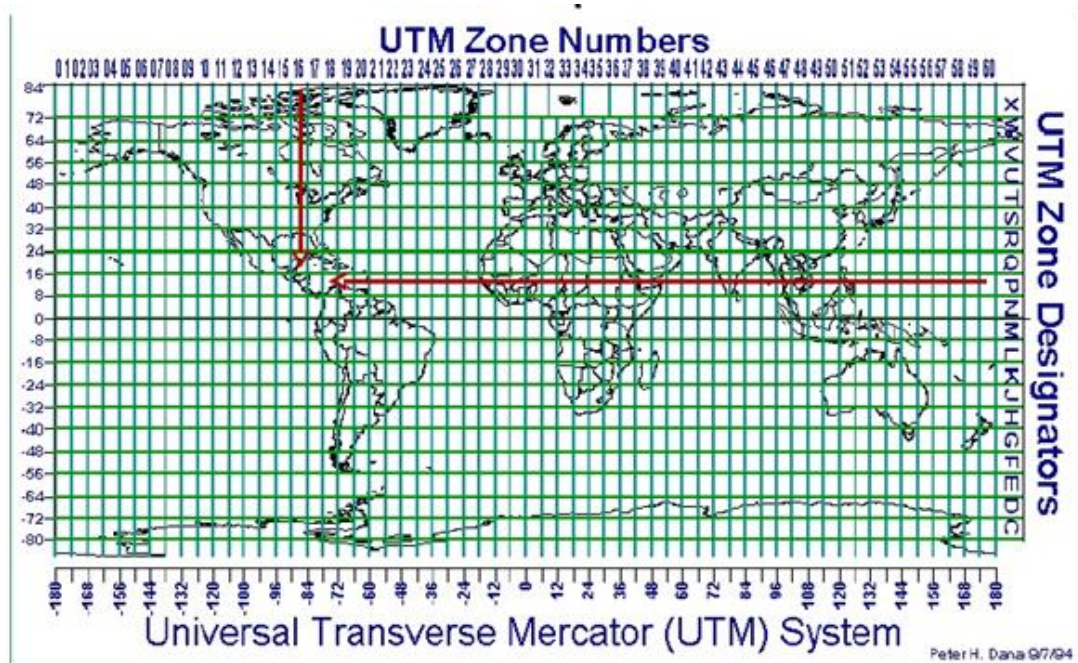 UTM Zone Numbers
01 02 03 04 05 06 07 08 09 10 11 12 13 14 15 16 17 18 19 20 21 22 23 24 25 26 27 28 29 30 31 32 33 34 35 36 37 38 39 40 41 42 43 44 45 46 47 48 49 50 51 52 53 54 55 56 57 58 59 60
84
72
64
56
48
40
32
24
16
8
0
-8
-16
-24
-32
-40
-48
-56
-64
-72
-80
X
W
V
U
T
S
R
Q
P
N
M
L
K
J
H
G
F
E
D
C
UTM Zone Designators
-180 -168 -156 -144 -132 -120 -108 -96 -84 -72 -60 -48 -36 -24 -12 0 12 24 36 48 60 72 84 96 108 120 132 144 156 168 180
Universal Transverse Mercator (UTM) System
Peter H. Dana 9/7/94